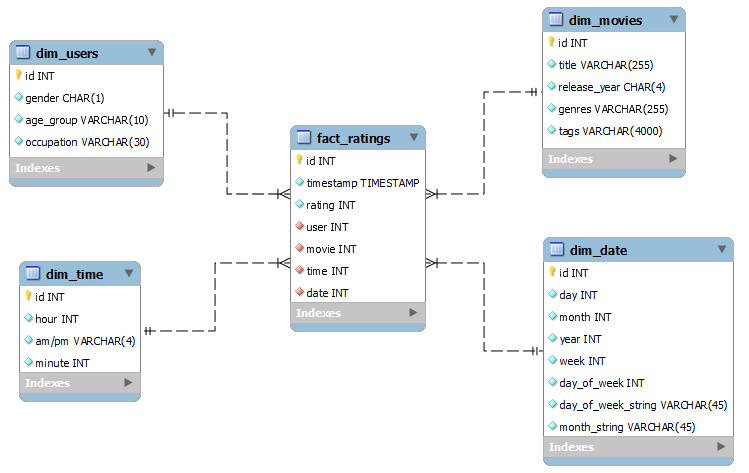 dim_users
id INT
gender CHAR(1)
age_group VARCHAR(10)
occupation VARCHAR(30)
Indexes
dim_movies
id INT
title VARCHAR(255)
release_year CHAR(4)
genres VARCHAR(255)
tags VARCHAR(4000)
Indexes
fact_ratings
id INT
timestamp TIMESTAMP
rating INT
user INT
movie INT
time INT
date INT
Indexes
dim_time
id INT
hour INT
am/pm VARCHAR(4)
minute INT
Indexes
dim_date
id INT
day INT
month INT
year INT
week INT
day_of_week INT
day_of_week_string VARCHAR(45)
month_string VARCHAR(45)
Indexes